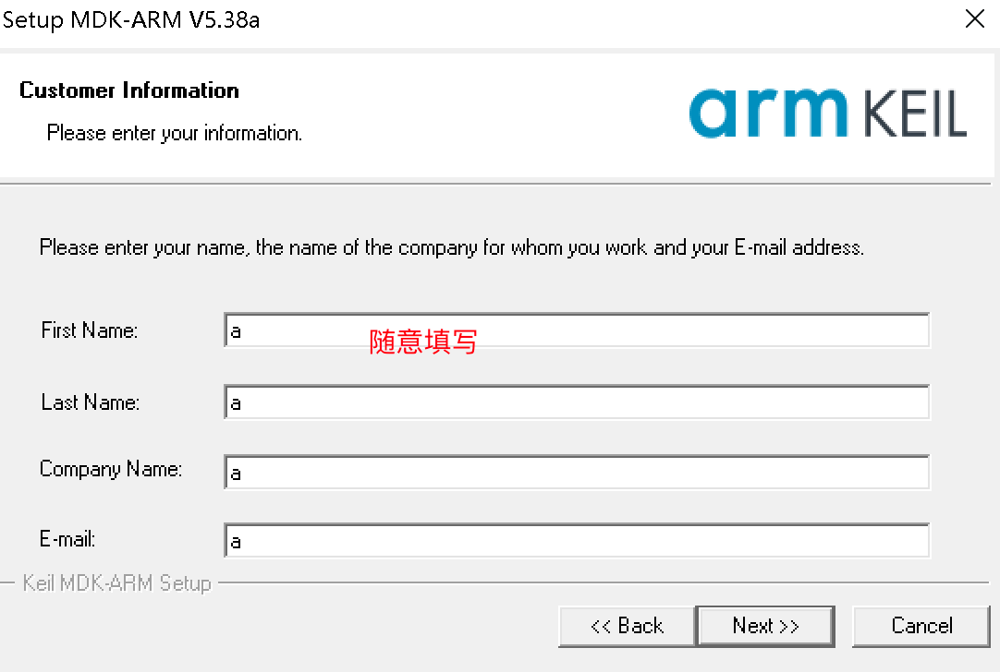 Setup MDK-ARM V5.38a
Customer Information
Please enter your information.
arm KEIL
Please enter your name, the name of the company for whom you work and your E-mail address.
First Name: a
随意填写
Last Name: a
Company Name: a
E-mail: a
Keil MDK-ARM Setup
<< Back Next >> Cancel